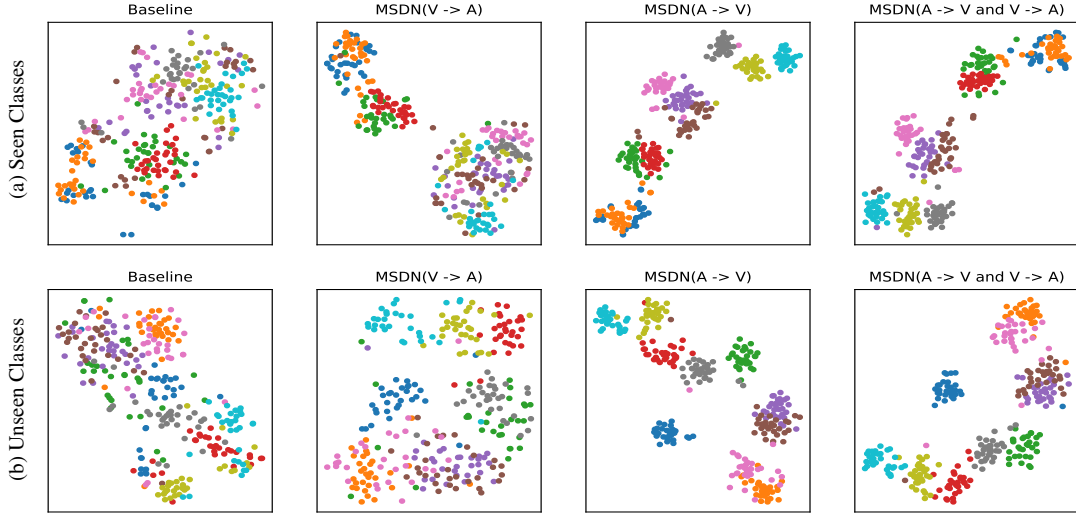 Baseline
MSDN(V -> A)
MSDN(A -> V)
MSDN(A -> V and V -> A)
(a) Seen Classes
Baseline
MSDN(V -> A)
MSDN(A -> V)
MSDN(A -> V and V -> A)
(b) Unseen Classes